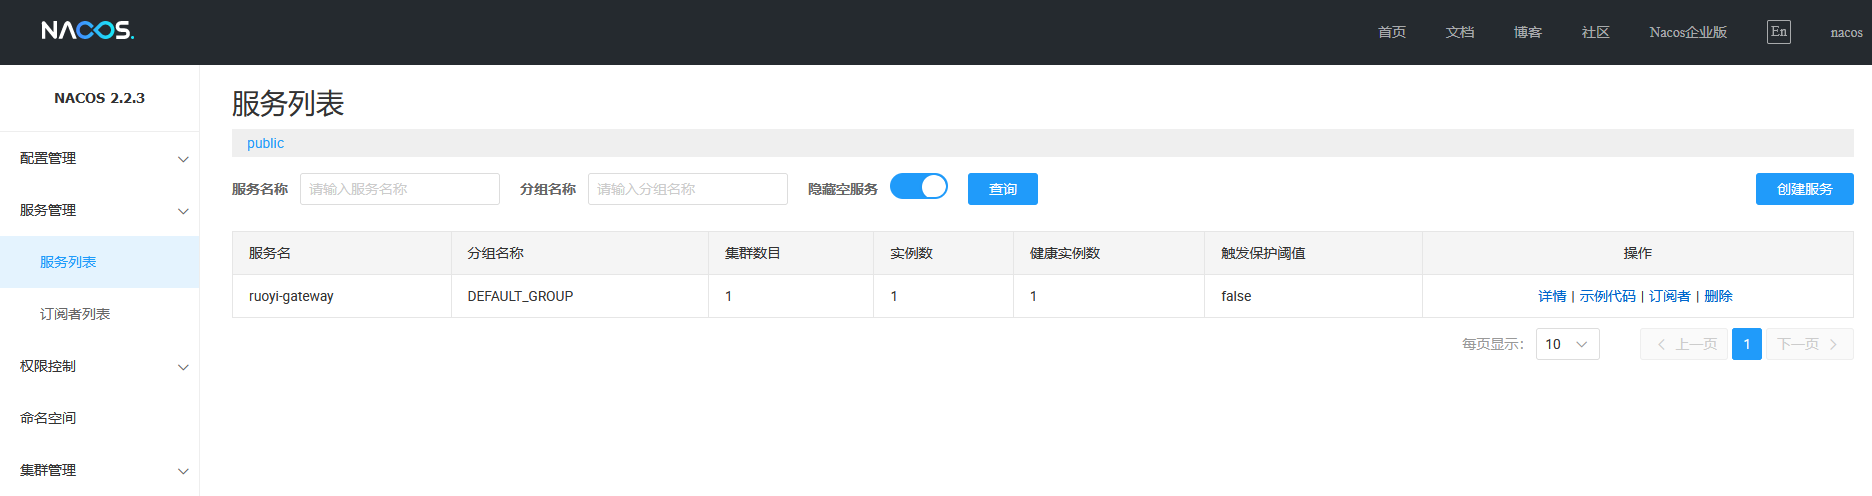 NACOS. 首页 文档 博客 社区 Nacos企业版 En nacos
NACOS 2.2.3
配置管理
服务管理
服务列表
订阅者列表
权限控制
命名空间
集群管理
服务列表
public
服务名称 请输入服务名称 分组名称 请输入分组名称 隐藏空服务 查询 创建服务
服务名 分组名称 集群数目 实例数 健康实例数 触发保护阈值 操作
ruoyi-gateway DEFAULT_GROUP 1 1 1 false 详情 | 示例代码 | 订阅者 | 删除
每页显示： 10 上一页 1 下一页